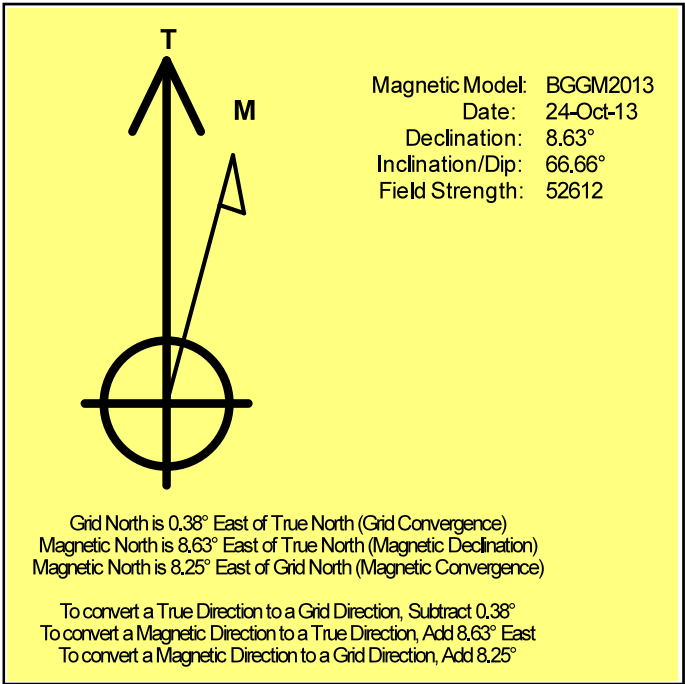 T
M
Magnetic Model: BGGM2013
Date: 24-Oct-13
Declination: 8.63°
Inclination/Dip: 66.66°
Field Strength: 52612
Grid North is 0.38° East of True North (Grid Convergence)
Magnetic North is 8.63° East of True North (Magnetic Declination)
Magnetic North is 8.25° East of Grid North (Magnetic Convergence)
To convert a True Direction to a Grid Direction, Subtract 0.38°
To convert a Magnetic Direction to a True Direction, Add 8.63° East
To convert a Magnetic Direction to a Grid Direction, Add 8.25°